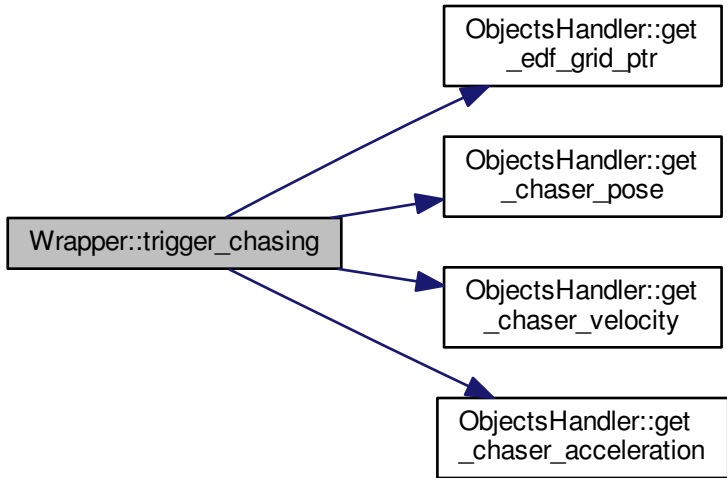 ObjectsHandler::get
_edf_grid_ptr
ObjectsHandler::get
_chaser_pose
Wrapper::trigger_chasing
ObjectsHandler::get
_chaser_velocity
ObjectsHandler::get
_chaser_acceleration